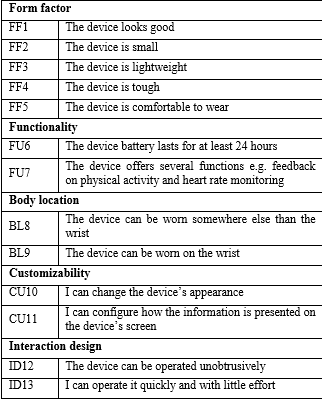 Form factor
FF1 The device looks good
FF2 The device is small
FF3 The device is lightweight
FF4 The device is tough
FF5 The device is comfortable to wear
Functionality
FU6 The device battery lasts for at least 24 hours
FU7 The device offers several functions e.g. feedback
on physical activity and heart rate monitoring
Body location
BL8 The device can be worn somewhere else than the
wrist
BL9 The device can be worn on the wrist
Customizability
CU10 I can change the device's appearance
CU11 I can configure how the information is presented on
the device's screen
Interaction design
ID12 The device can be operated unobtrusively
ID13 I can operate it quickly and with little effort